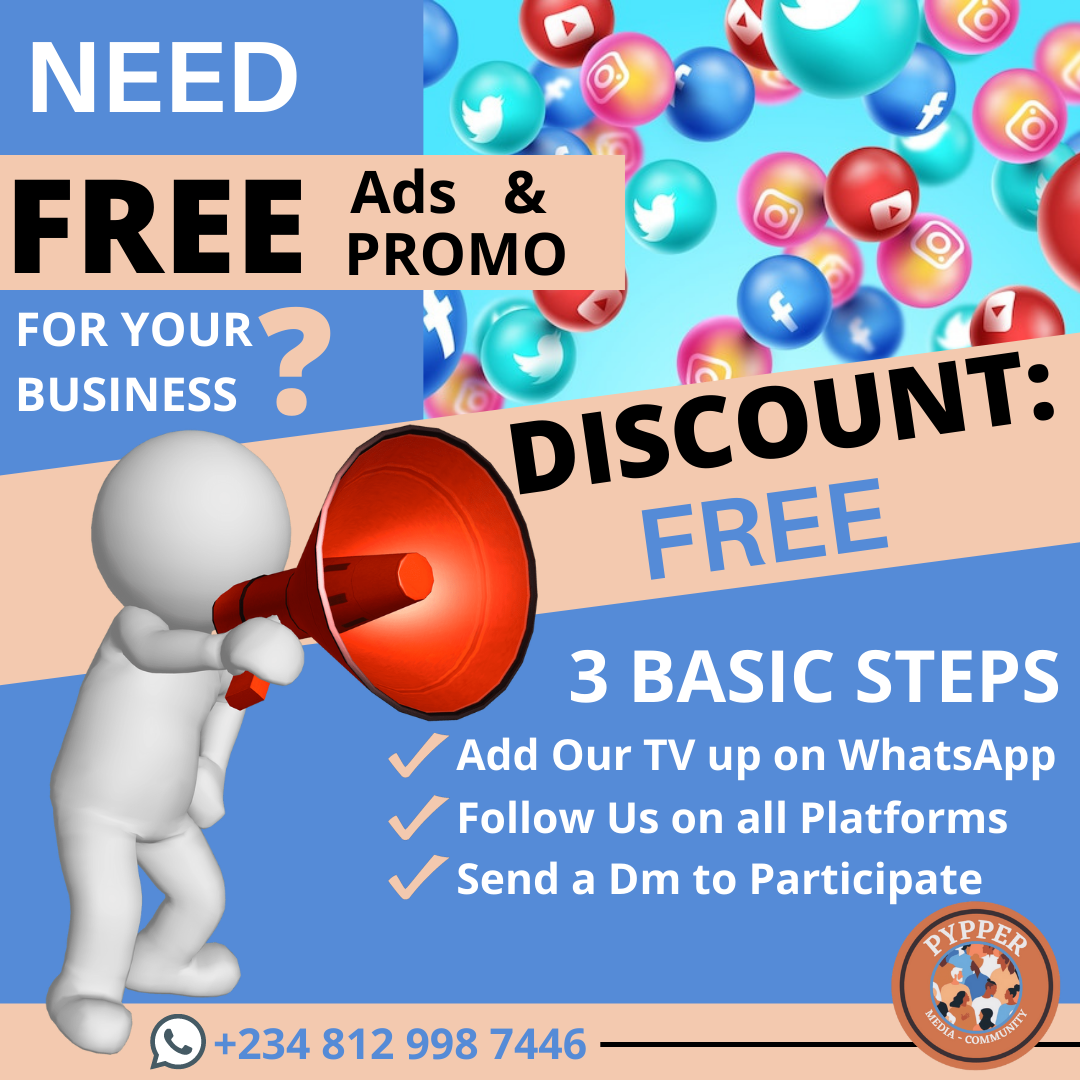 NEED
FREE Ads &
PROMO
FOR YOUR
BUSINESS ?
DISCOUNT:
FREE
3 BASIC STEPS
Add Our TV up on WhatsApp
Follow Us on all Platforms
Send a Dm to Participate
PYPPER
MEDIA - COMMUNITY
+234 812 998 7446